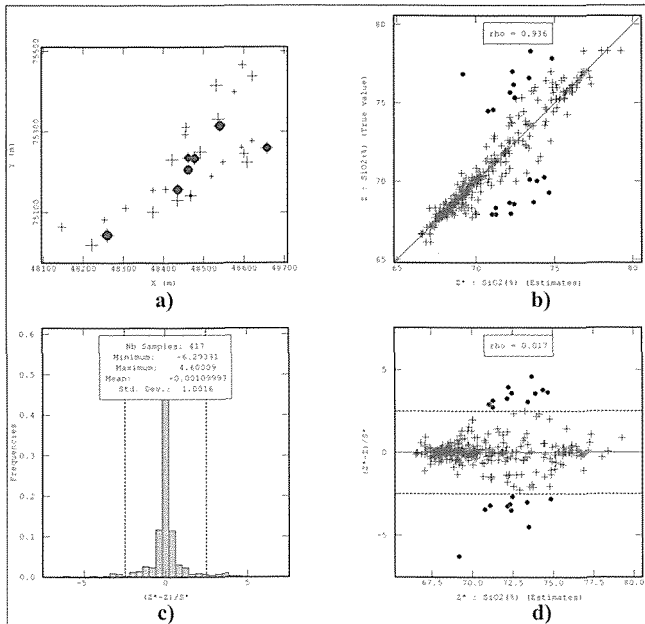 75500
75300
75100
Y (m)
48100 48200 48300 48400 48500 48600 48700
X (m)
a)
80
75
70
65
Z : SiO2(%) (True value)
rho = 0.936
65 70 75 80
Z* : SiO2(%) (Estimates)
b)
0.6
0.5
0.4
0.3
0.2
0.1
0.0
Frequencies
Nb Samples: 417
Minimum: -6.29331
Maximum: 4.60009
Mean: -0.00109993
Std. Dev.: 1.0016
-5 0 5
(Z*-Z)/S*
c)
rho = 0.017
5
0
-5
(Z*-Z)/S*
67.5 70.0 72.5 75.0 77.5 80.0
Z* : SiO2(%) (Estimates)
d)